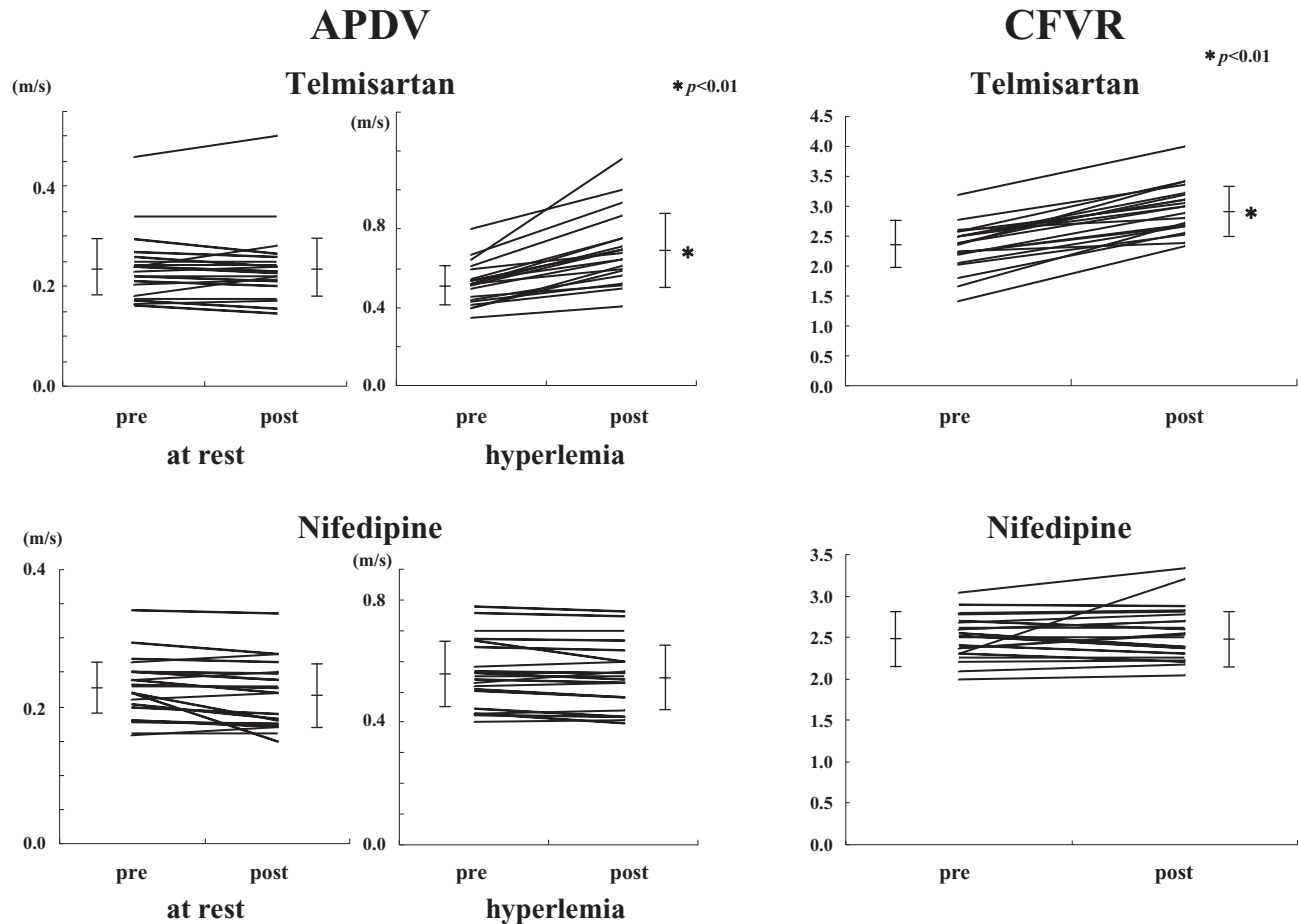 APDV
CFVR
* p<0.01
(m/s)
Telmisartan
* p<0.01
Telmisartan
(m/s)
0.4
0.2
0.0
pre
post
at rest
0.8
0.4
0.0
pre
post
hyperlemia
4.5
4.0
3.5
3.0
2.5
2.0
1.5
1.0
0.5
0.0
*
*
pre
post
Nifedipine
Nifedipine
(m/s)
(m/s)
0.4
0.2
0.0
pre
post
at rest
0.8
0.4
0.0
pre
post
hyperlemia
3.5
3.0
2.5
2.0
1.5
1.0
0.5
0.0
pre
post